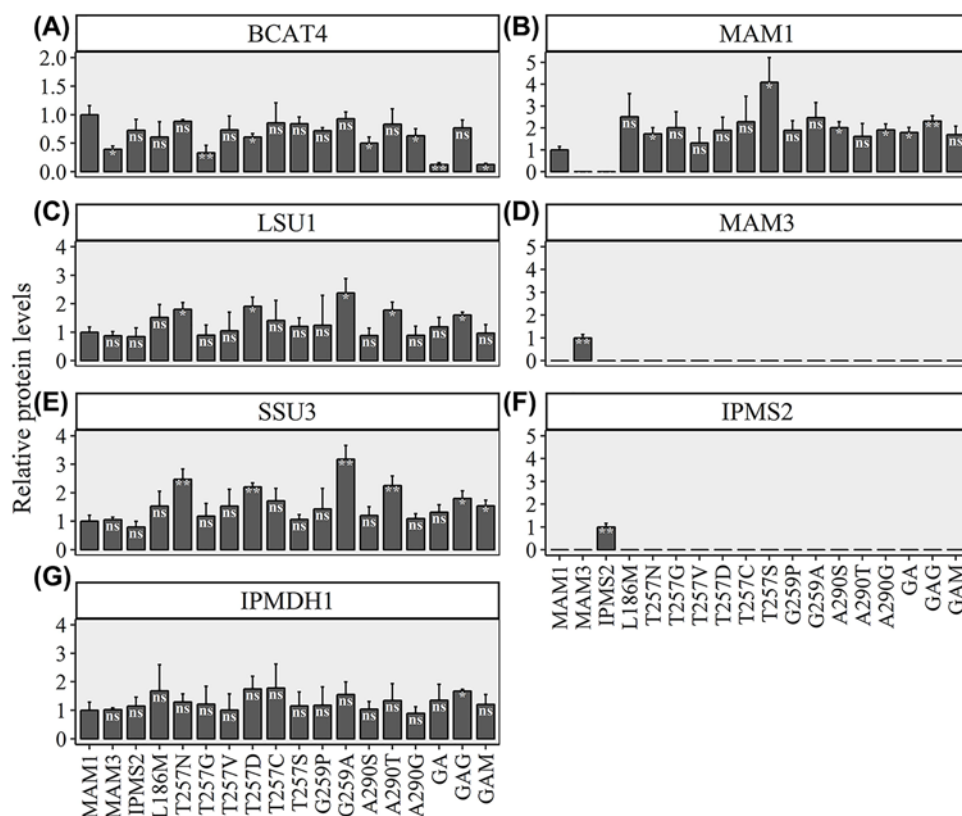 (A) BCAT4
2.0
1.5
1.0
0.5
0.0
* ns ns ns ** ns * ns ns ns ns * ns * ** ns *
(B) MAM1
5
4
3
2
1
0
ns * ns ns ns ns * ns ns * ns * * ** ns
(C) LSU1
4
3
2
1
0
ns ns ns * ns ns * ns ns ns * ns * ns ns * ns
(D) MAM3
5
4
3
2
1
0
**
Relative protein levels
(E) SSU3
4
3
2
1
0
ns ns ns ** ns ns ** ns ns ns ** ns ** ns ns * *
(F) IPMS2
5
4
3
2
1
0
**
MAM1 MAM3 IPMS2 L186M T257N T257G T257V T257D T257C T257S G259P G259A A290S A290T A290G GA GAG GAM
(G) IPMDH1
4
3
2
1
0
ns ns ns ns ns ns ns ns ns ns ns ns ns ns ns * ns
MAM1 MAM3 IPMS2 L186M T257N T257G T257V T257D T257C T257S G259P G259A A290S A290T A290G GA GAG GAM